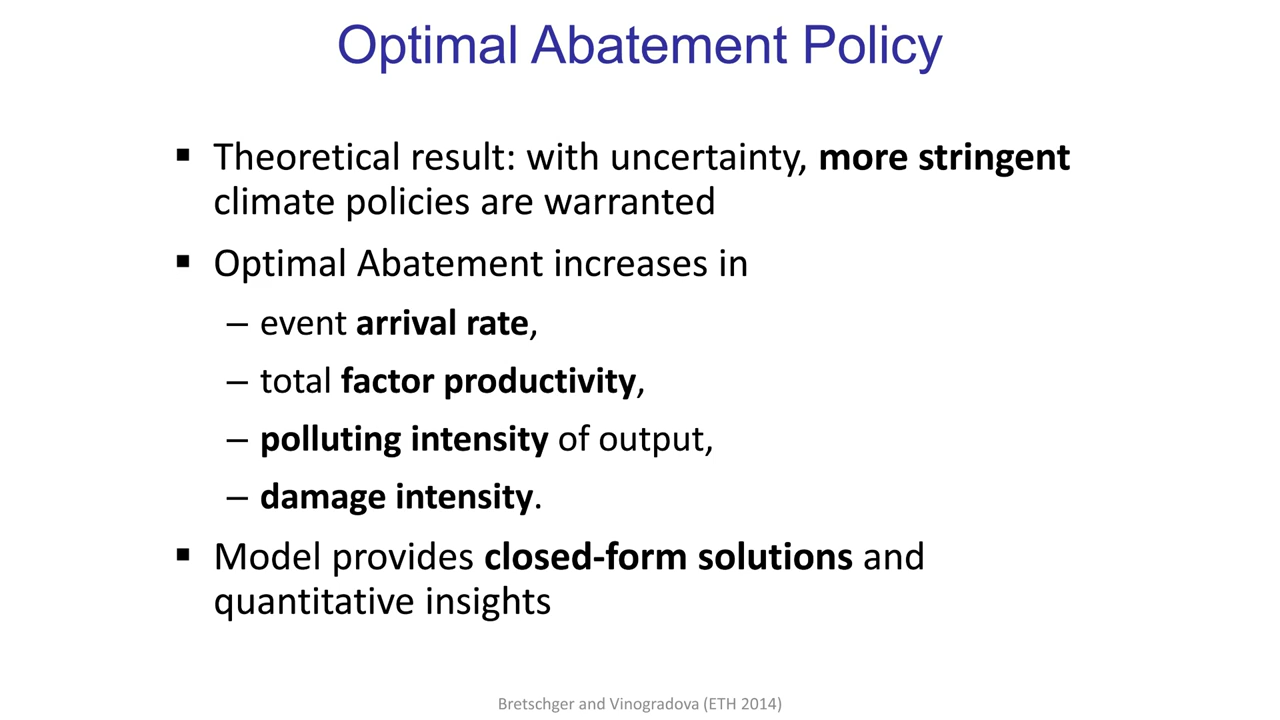 Optimal Abatement Policy
▪ Theoretical result: with uncertainty, more stringent
climate policies are warranted
▪ Optimal Abatement increases in
– event arrival rate,
– total factor productivity,
– polluting intensity of output,
– damage intensity.
▪ Model provides closed-form solutions and
quantitative insights
Bretschger and Vinogradova (ETH 2014)